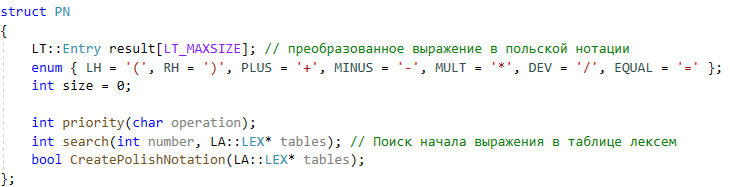 struct PN
{
LT::Entry result[LT_MAXSIZE]; // преобразованное выражение в польской нотации
enum { LH = '(', RH = ')', PLUS = '+', MINUS = '-', MULT = '*', DEV = '/', EQUAL = '=' };
int size = 0;
int priority(char operation);
int search(int number, LA::LEX* tables); // Поиск начала выражения в таблице лексем
bool CreatePolishNotation(LA::LEX* tables);
};